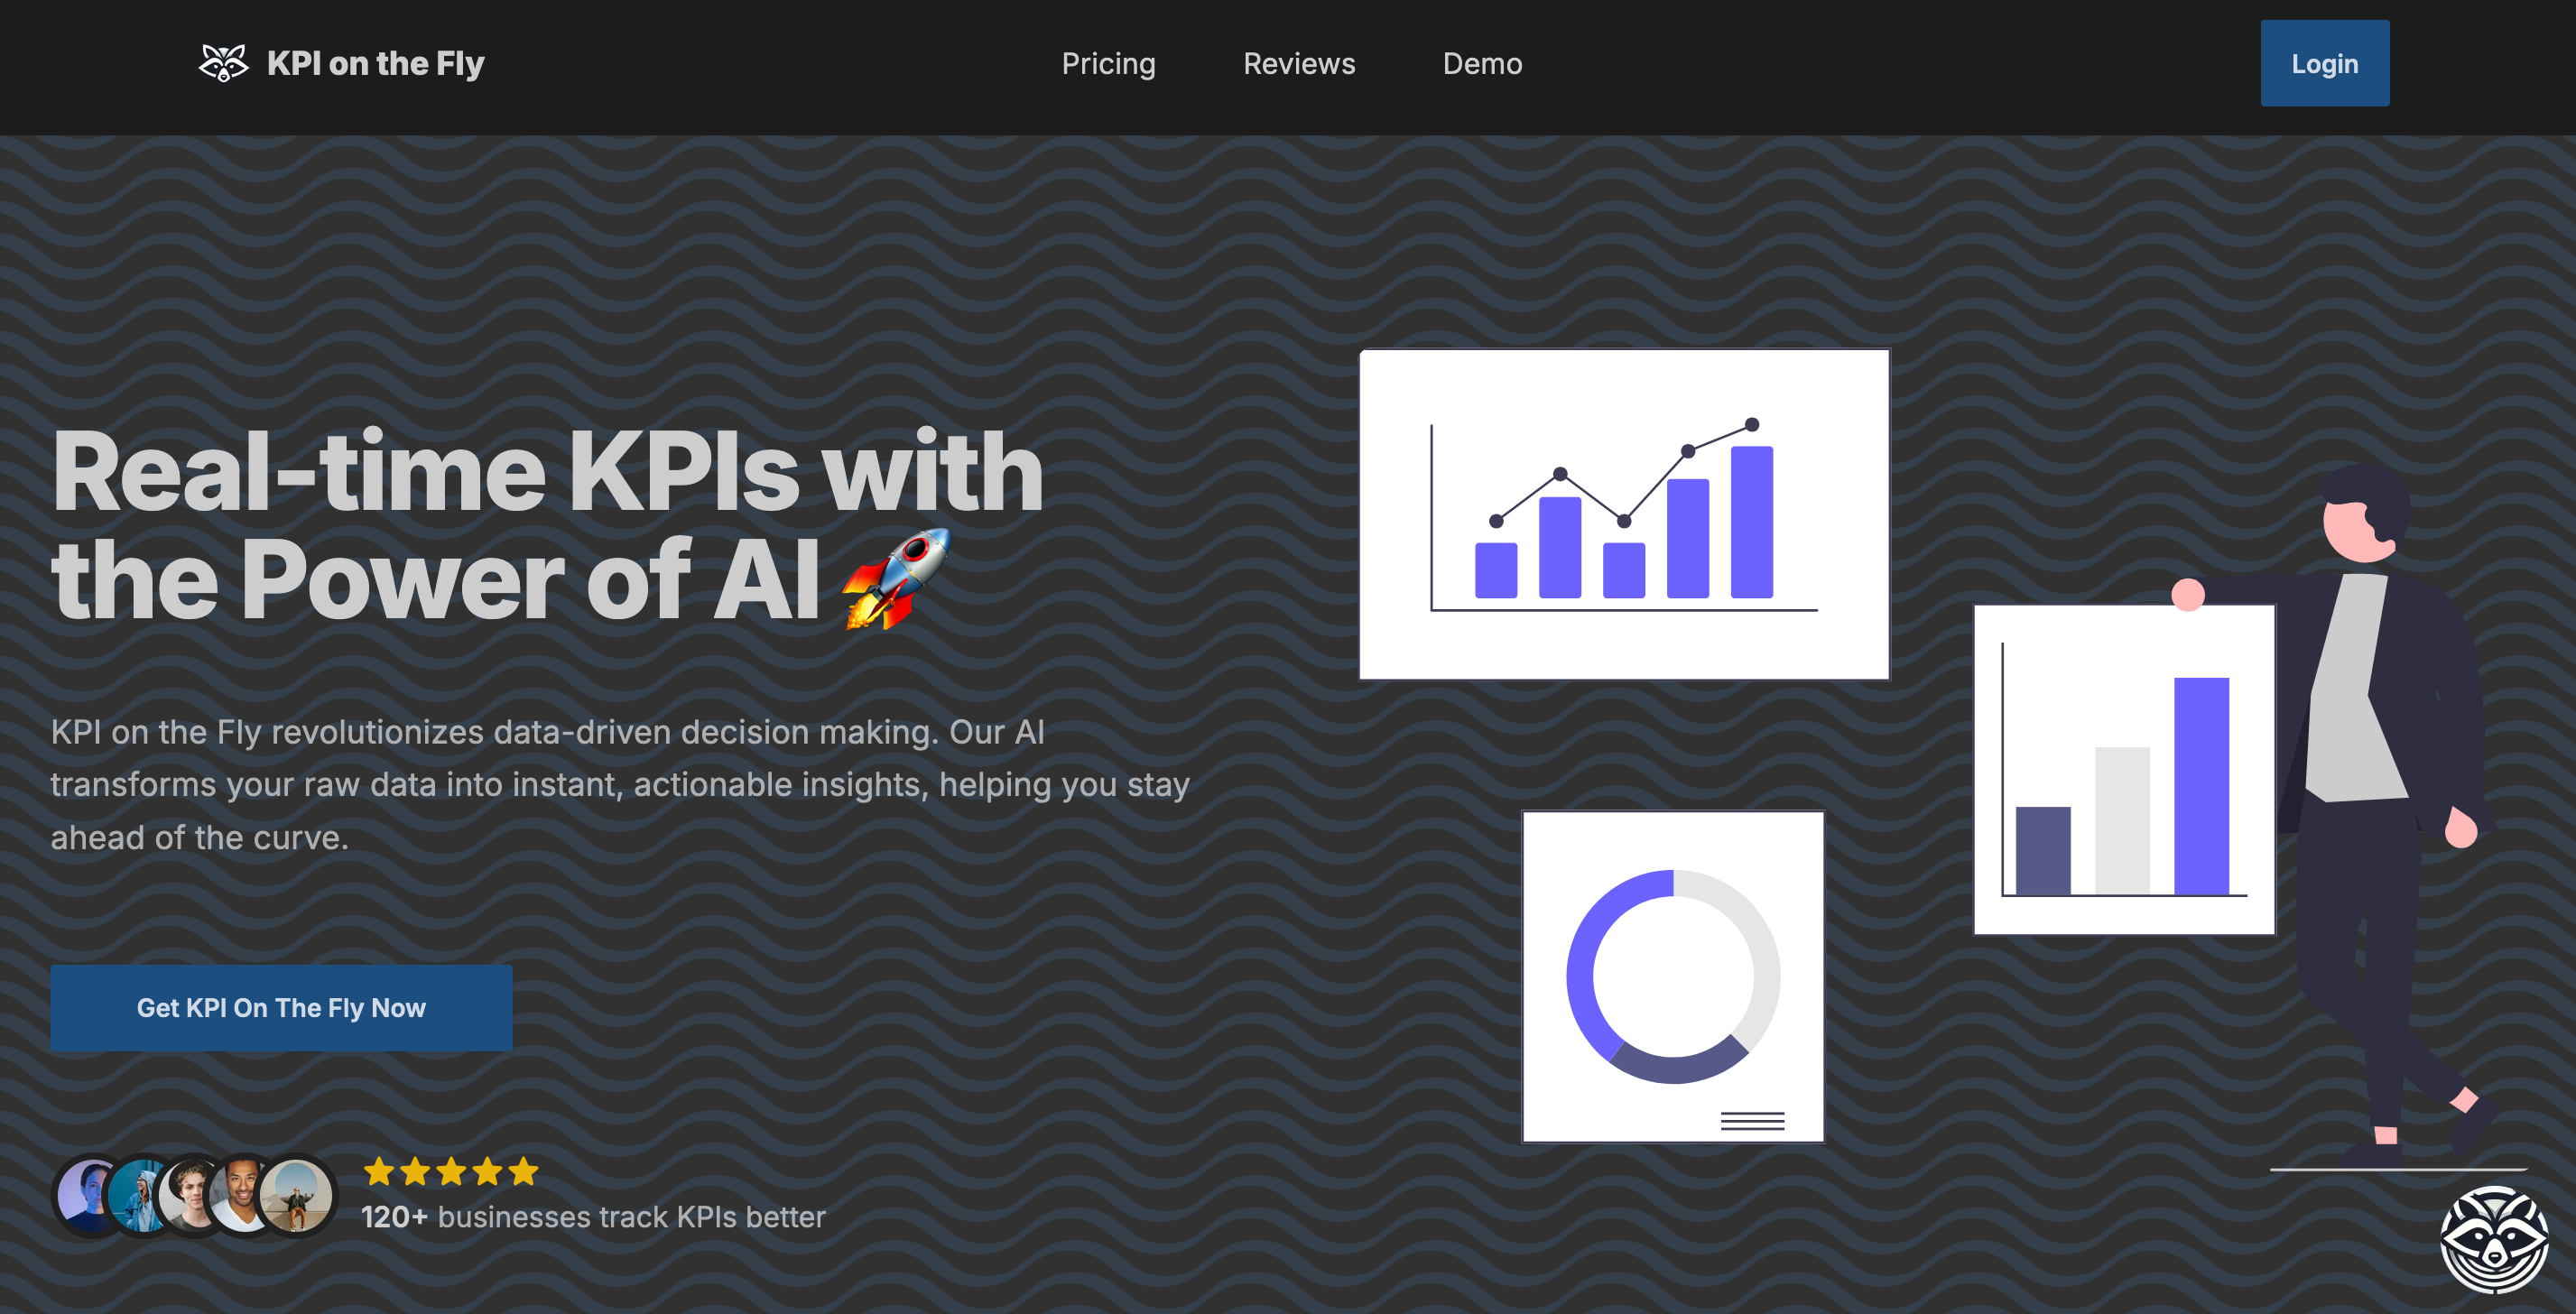 KPI on the Fly
Pricing
Reviews
Demo
Login
Real-time KPIs with
the Power of AI 🚀
KPI on the Fly revolutionizes data-driven decision making. Our AI
transforms your raw data into instant, actionable insights, helping you stay
ahead of the curve.
Get KPI On The Fly Now
120+ businesses track KPIs better